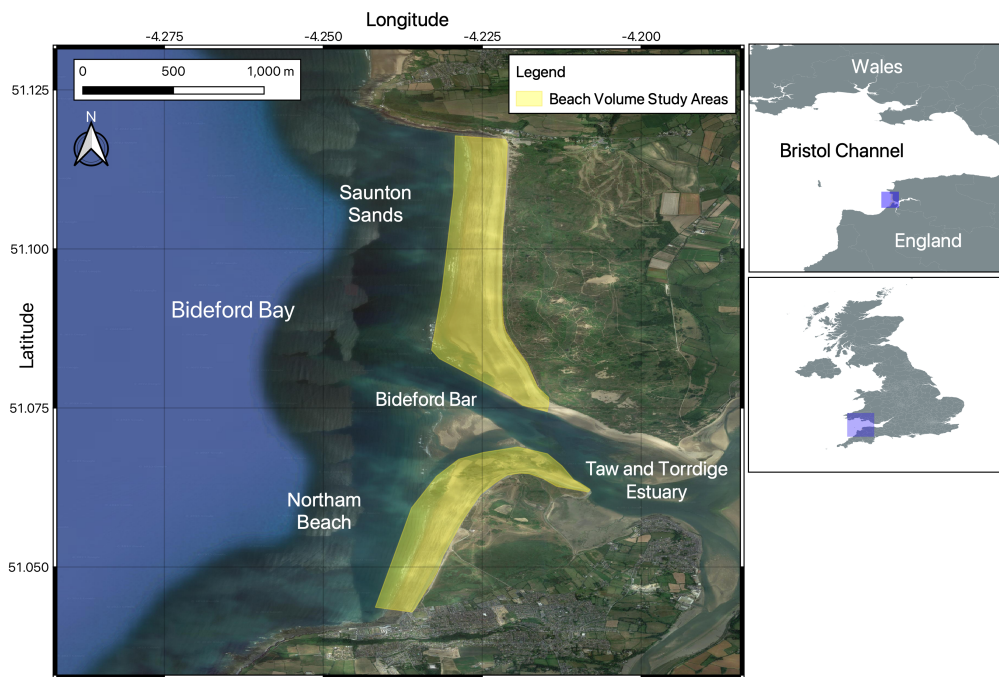 Longitude
-4.275 -4.250 -4.225 -4.200
0 500 1,000 m
N
Legend
Beach Volume Study Areas
Latitude
51.125
51.100
51.075
51.050
Saunton
Sands
Bideford Bay
Bideford Bar
Taw and Torrdige
Estuary
Northam
Beach
Wales
Bristol Channel
England